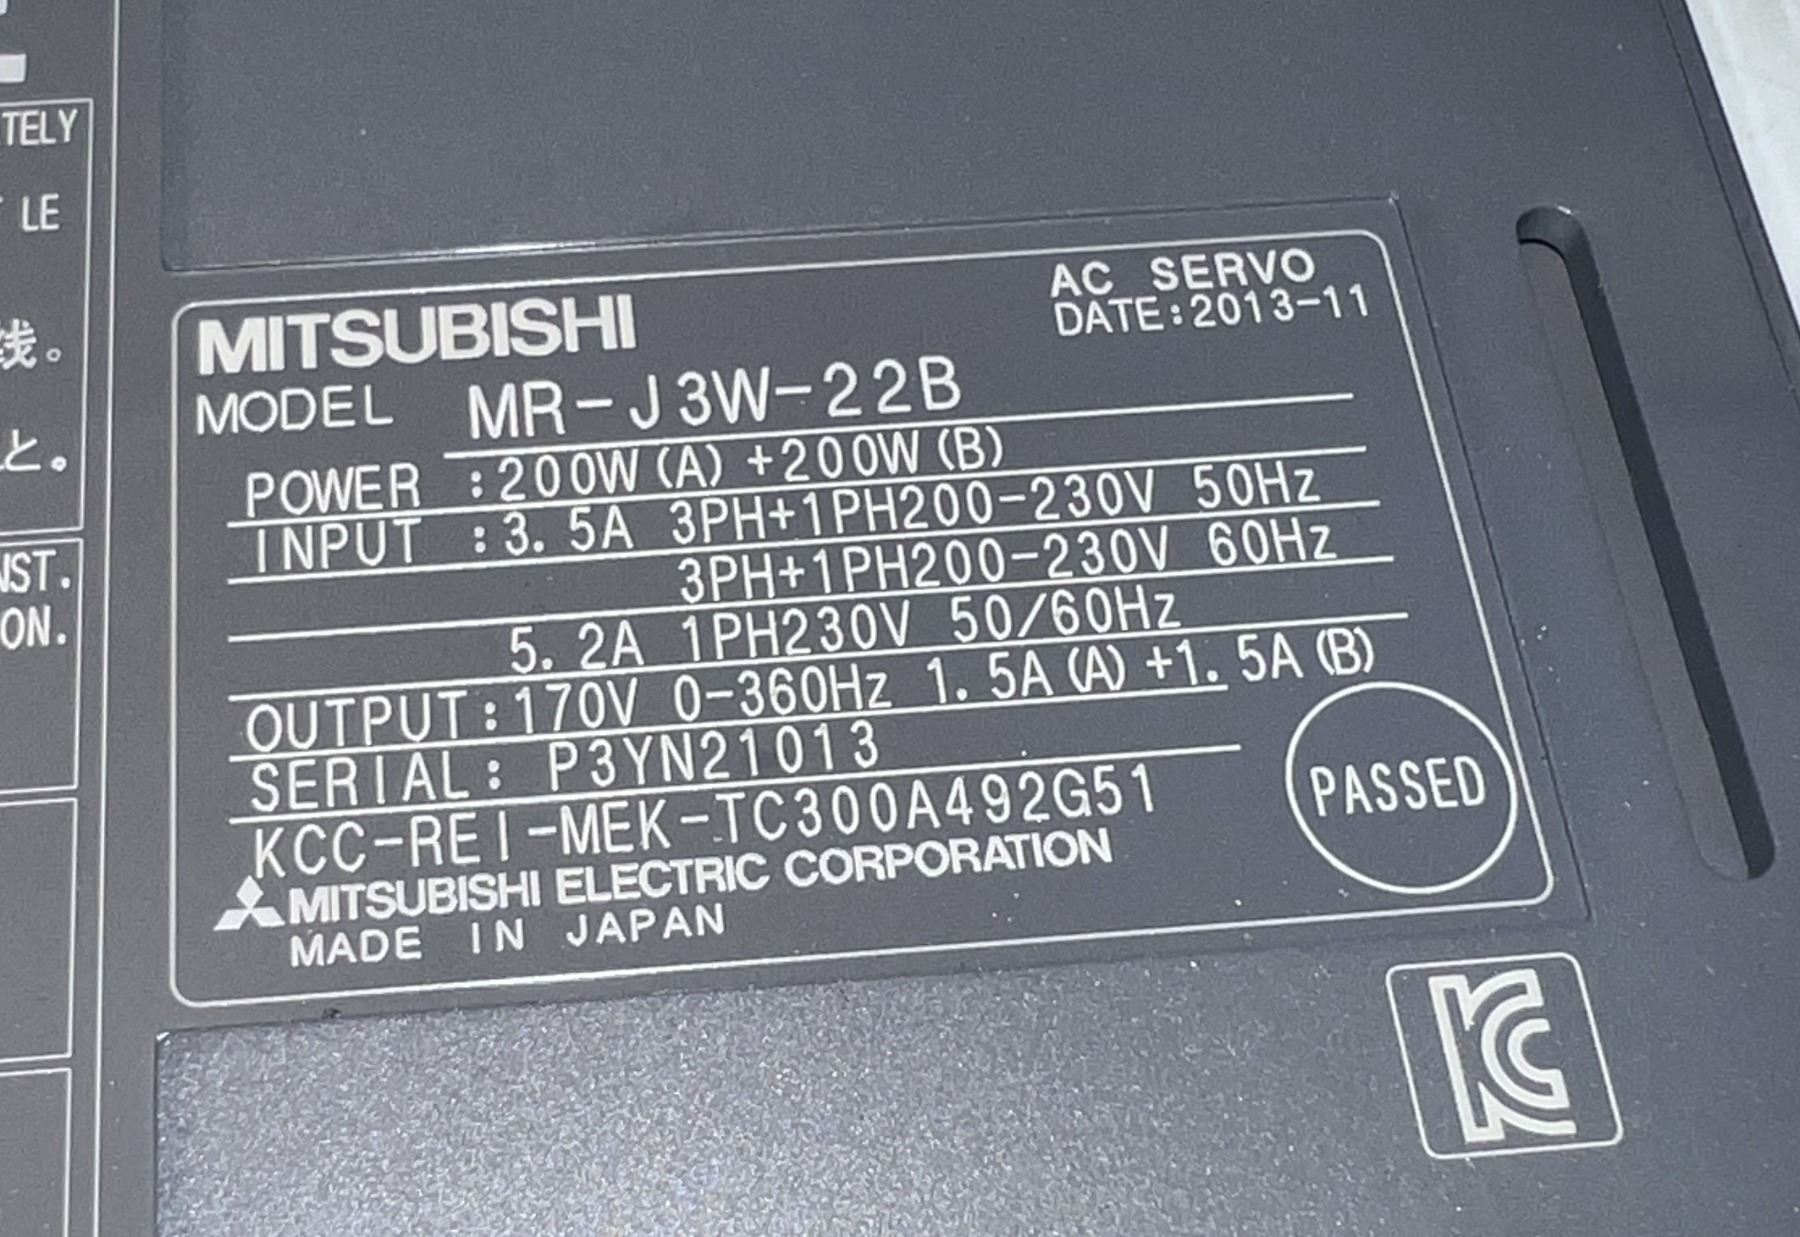 TELY
LE
线。
と。
NST.
ON.
AC SERVO
MITSUBISHI
DATE:2013-11
MODEL MR-J3W-22B
POWER :200W(A)+200W(B)
INPUT :3.5A 3PH+1PH200-230V 50Hz
3PH+1PH200-230V 60Hz
5.2A 1PH230V 50/60Hz
OUTPUT:170V 0-360Hz 1.5A(A)+1.5A(B)
SERIAL: P3YN21013
KCC-REI-MEK-TC300A492G51
PASSED
MITSUBISHI ELECTRIC CORPORATION
MADE IN JAPAN
KC